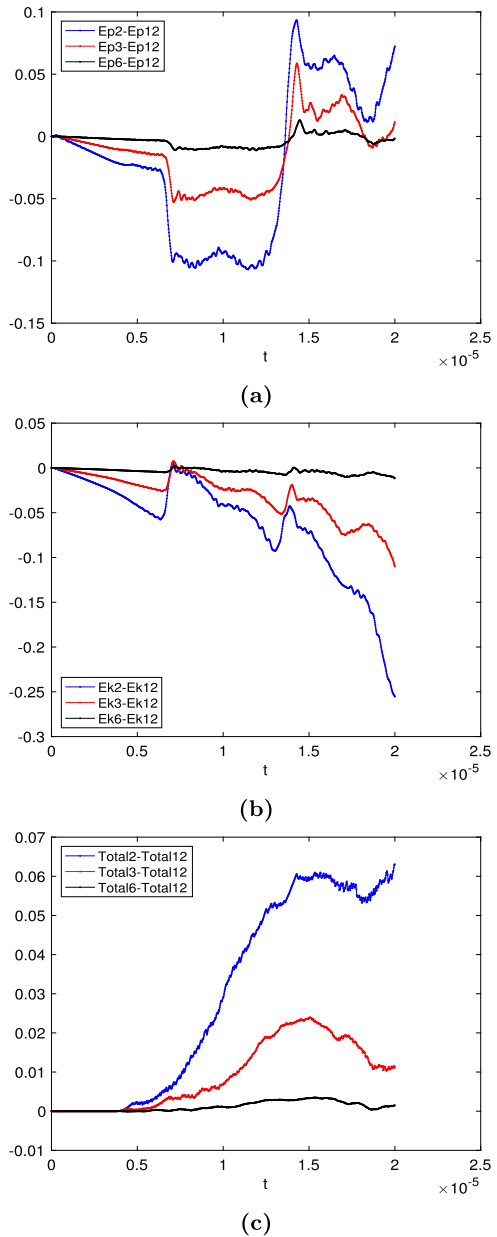 0.1
Ep2-Ep12
Ep3-Ep12
Ep6-Ep12
0.05
0
-0.05
-0.1
-0.15
0 0.5 1 1.5 2 2.5
t
×10⁻⁵
(a)
0.05
0
-0.05
-0.1
-0.15
-0.2
-0.25
-0.3
Ek2-Ek12
Ek3-Ek12
Ek6-Ek12
0 0.5 1 1.5 2 2.5
t
×10⁻⁵
(b)
0.07
Total2-Total12
Total3-Total12
Total6-Total12
0.06
0.05
0.04
0.03
0.02
0.01
0
-0.01
0 0.5 1 1.5 2 2.5
t
×10⁻⁵
(c)